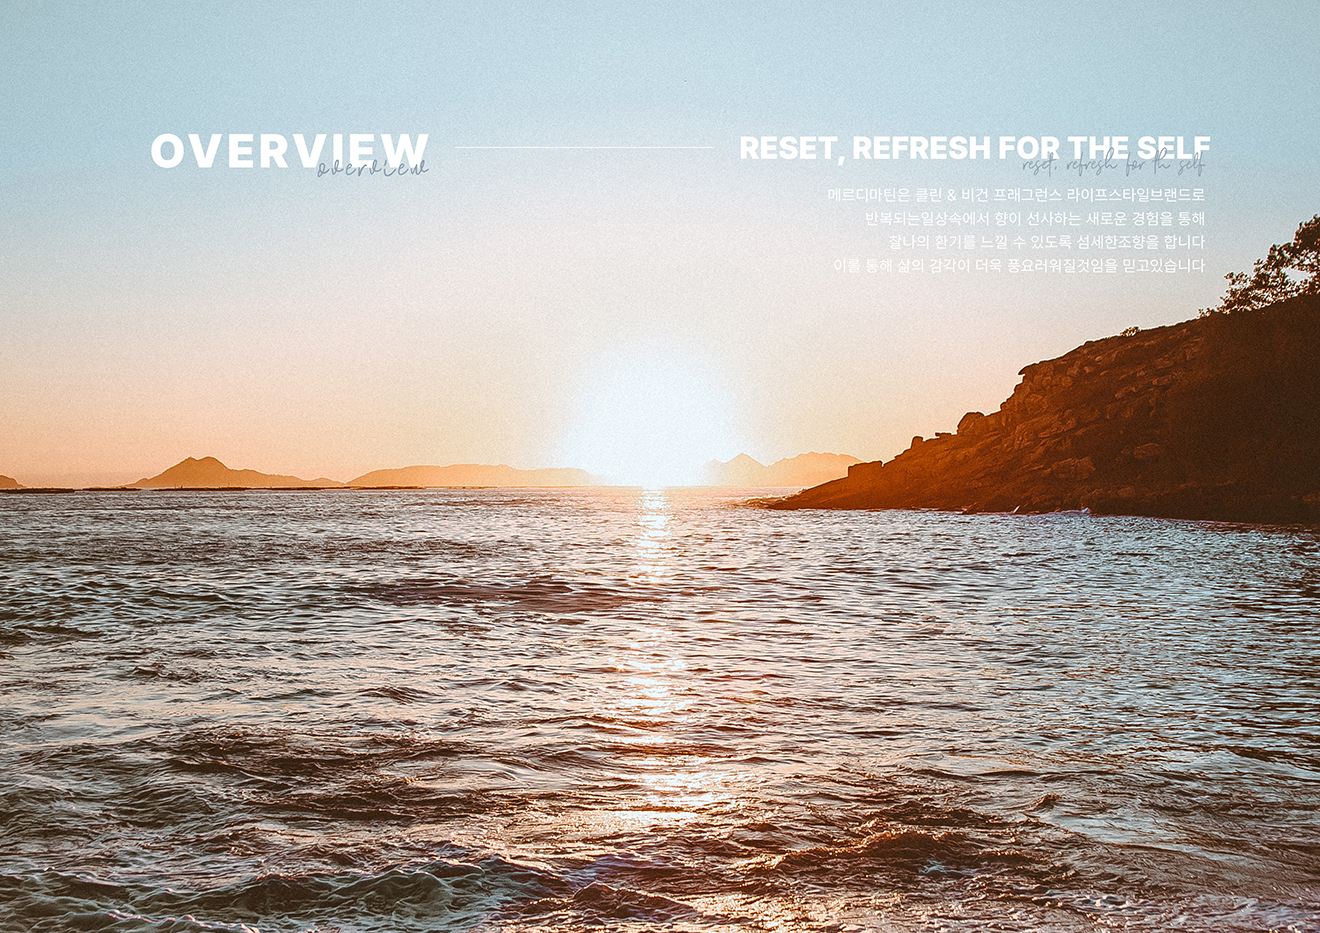 OVERVIEW
overview
RESET, REFRESH FOR THE SELF
reset, refresh for th self
메르디마틴은 클린 & 비건 프래그런스 라이프스타일브랜드로
반복되는일상속에서 향이 선사하는 새로운 경험을 통해
찰나의 환기를 느낄 수 있도록 섬세한조향을 합니다
이를 통해 삶의 감각이 더욱 풍요러워질것임을 믿고있습니다